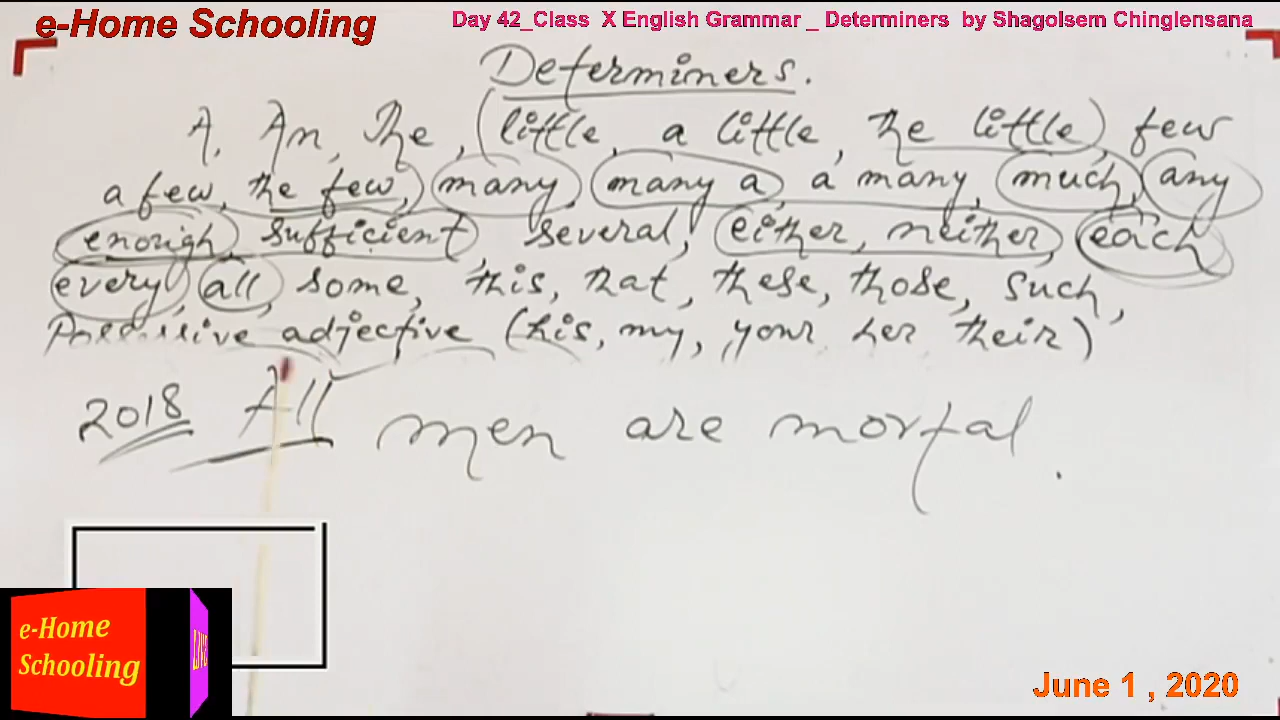 e-Home Schooling
Day 42_Class X English Grammar _ Determiners by Shagolsem Chinglensana
Determiners.
A, An, The, (little, a little, the little) few
a few, the few,) many, many a, a many, much, any
enough, sufficient, several, either, neither, each
every, all, some, this, that, these, those, such,
Possessive adjective (his, my, your her their)
2018 All men are mortal.
e-Home
Schooling
LIVE
June 1 , 2020